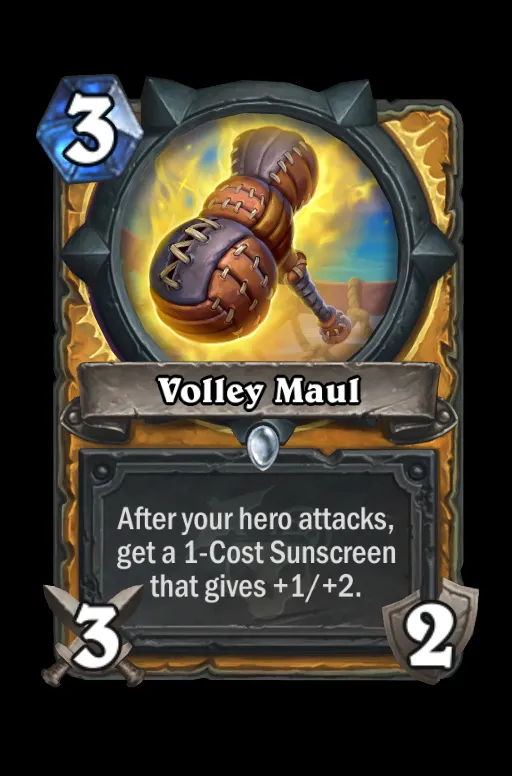 3
Volley Maul
After your hero attacks,
get a 1-Cost Sunscreen
that gives +1/+2.
3
2